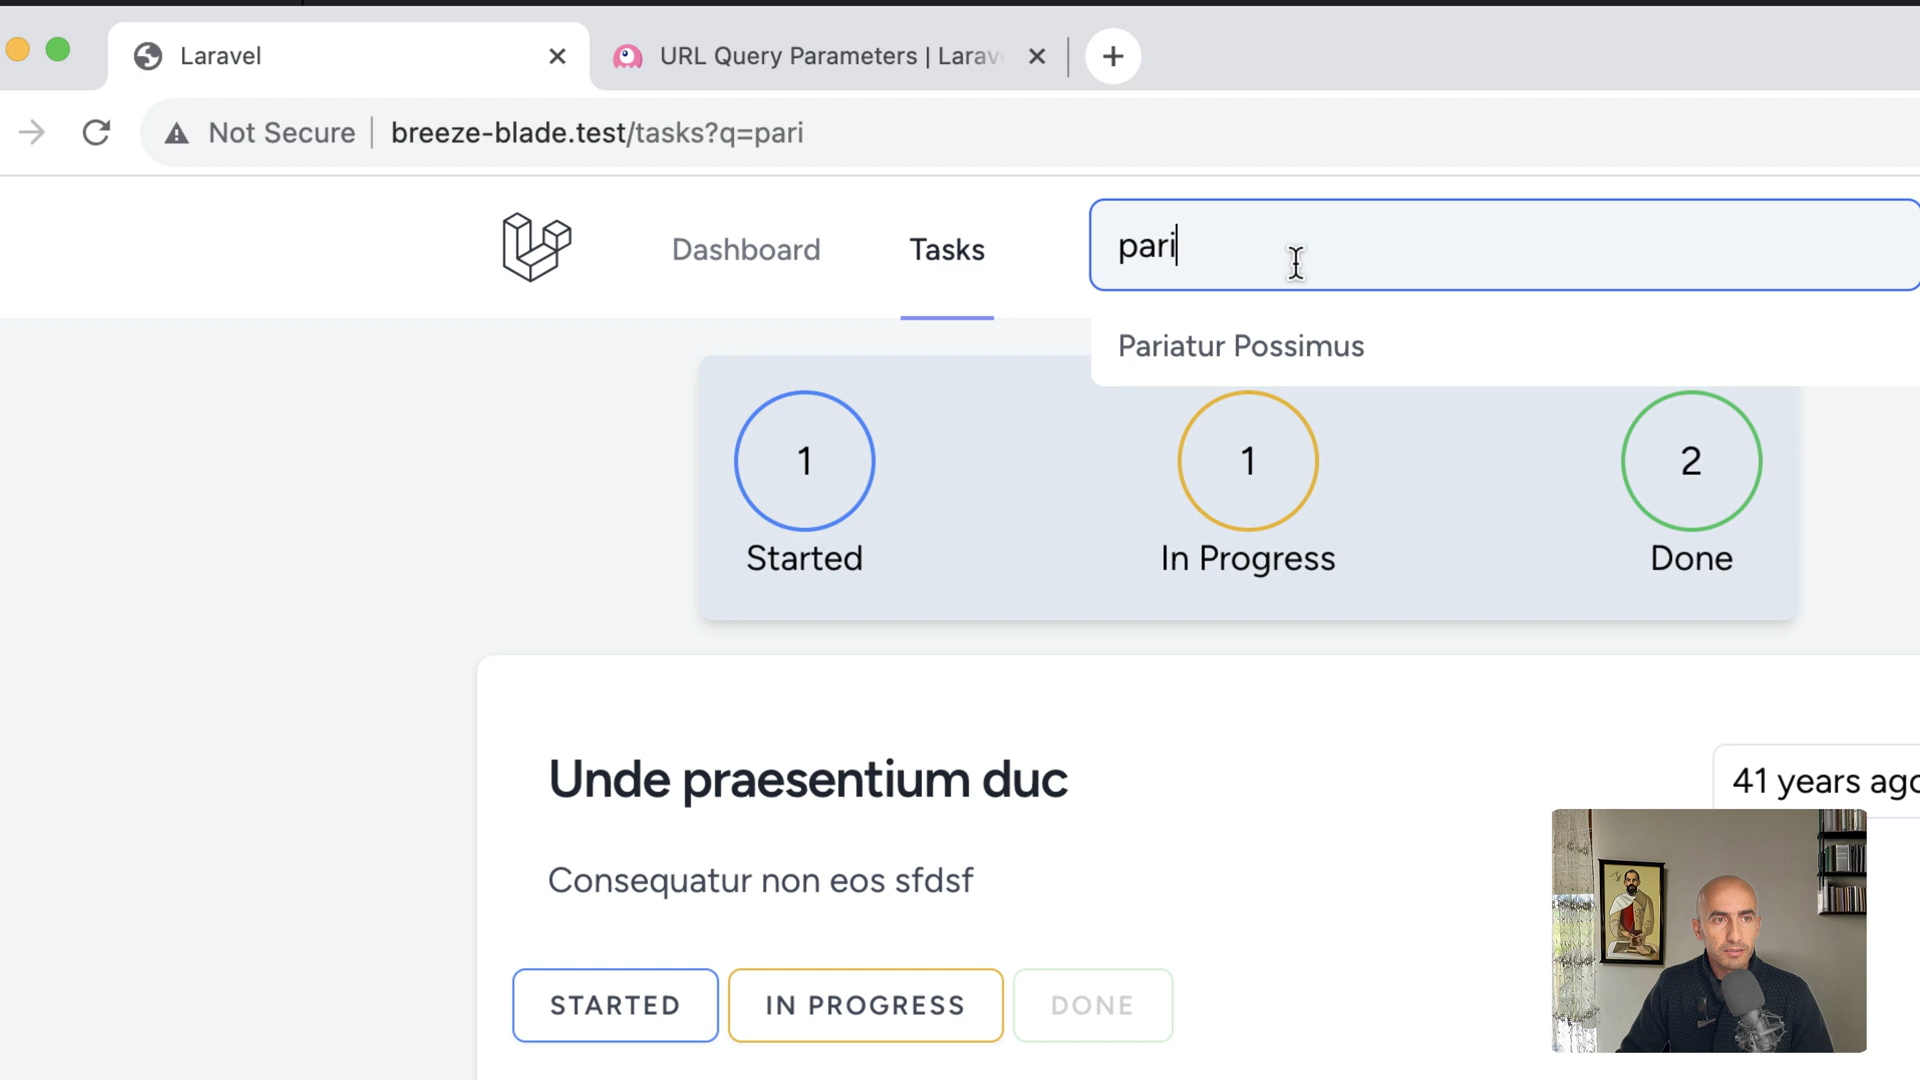 Laravel
URL Query Parameters | Larav
Not Secure
breeze-blade.test/tasks?q=pari
Dashboard
Tasks
pari
Pariatur Possimus
1
1
2
Started
In Progress
Done
Unde praesentium duc
41 years ago
Consequatur non eos sfdsf
STARTED
IN PROGRESS
DONE